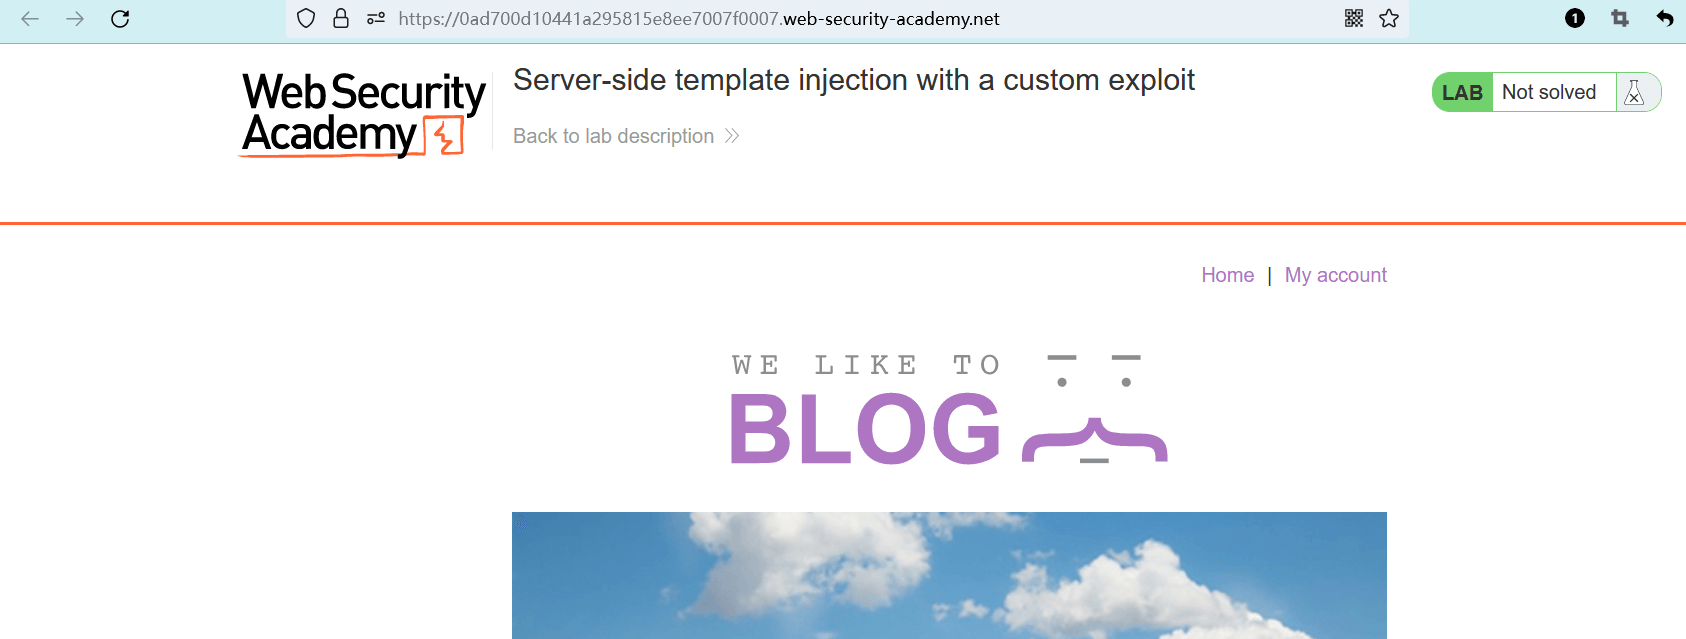 https://0ad700d10441a295815e8ee7007f0007.web-security-academy.net
1
Web Security
Academy
Server-side template injection with a custom exploit
Back to lab description
LAB Not solved
Home | My account
WE LIKE TO
BLOG